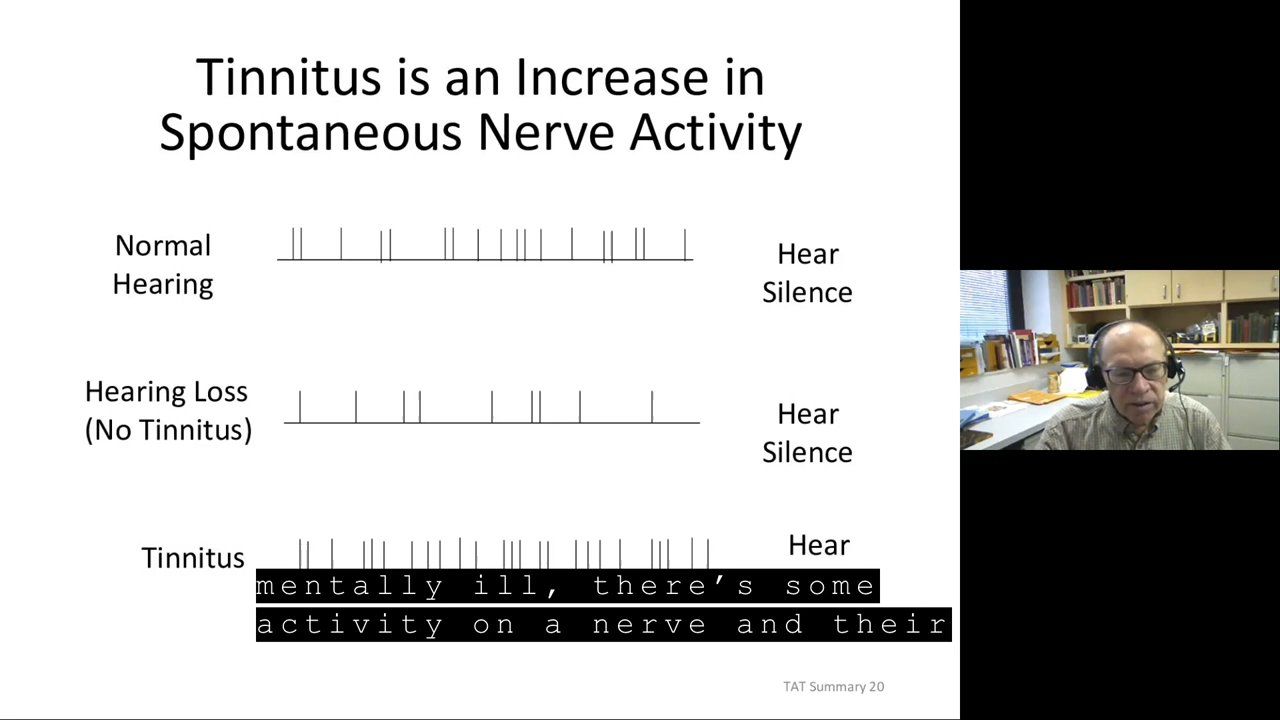 Tinnitus is an Increase in
Spontaneous Nerve Activity
Normal
Hearing
Hear
Silence
Hearing Loss
(No Tinnitus)
Hear
Silence
Tinnitus
Hear
mentally ill, there's some
activity on a nerve and their
TAT Summary 20